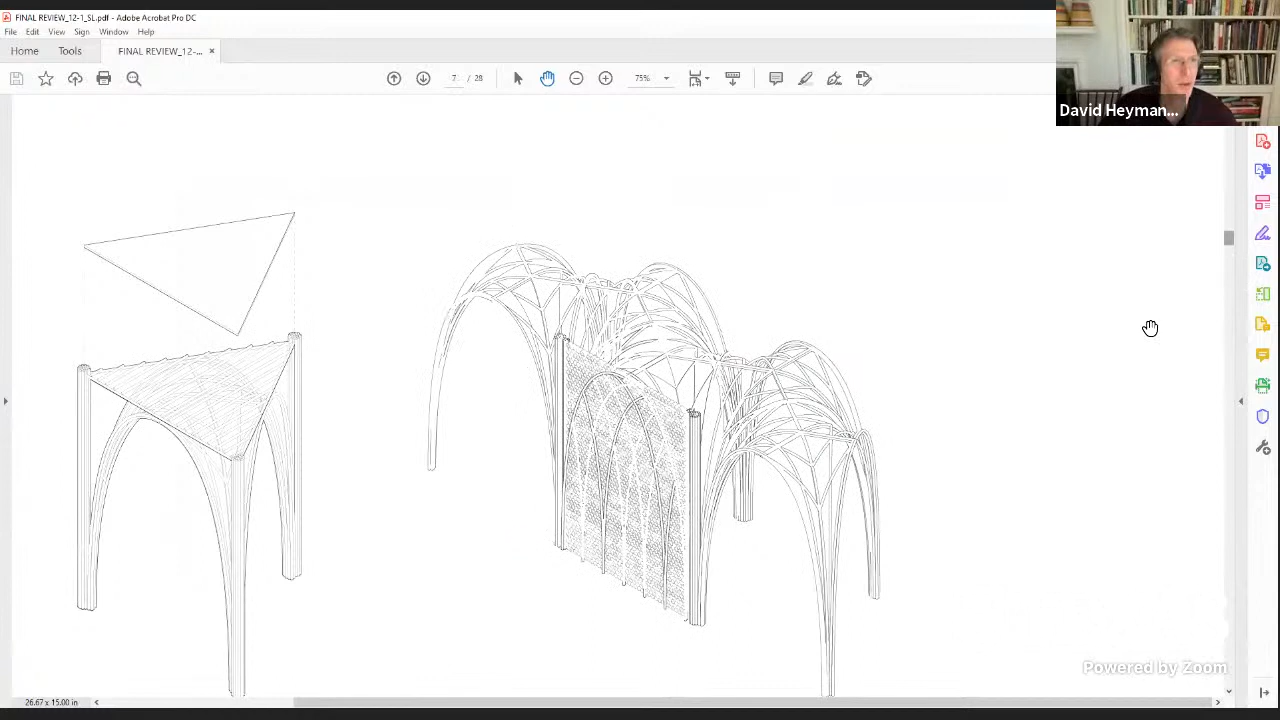 FINAL REVIEW_12-1_SL.pdf - Adobe Acrobat Pro DC
File Edit View Sign Window Help
Home Tools FINAL REVIEW_12-... ×
7 / 28 75%
David Heyman...
Powered by Zoom
26.67 x 15.00 in